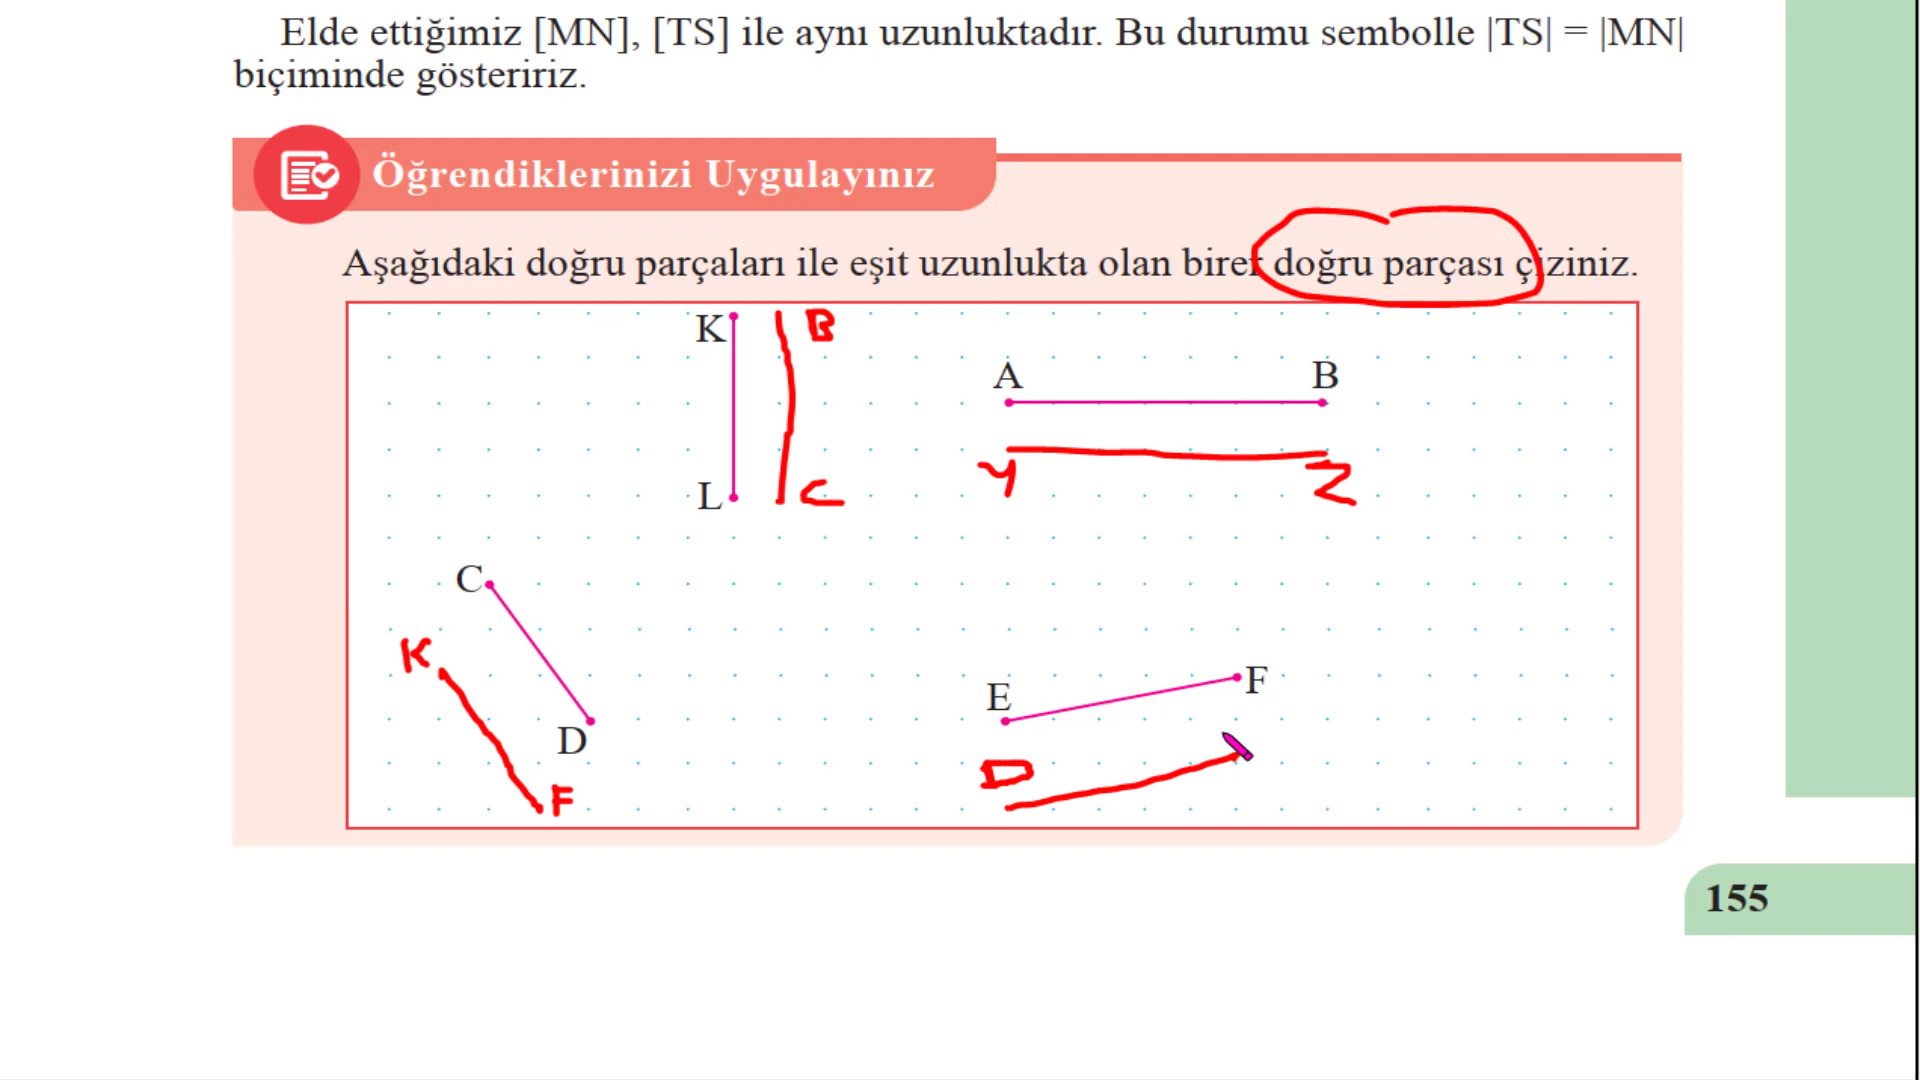 Elde ettiğimiz [MN], [TS] ile aynı uzunluktadır. Bu durumu sembolle |TS| = |MN|
biçiminde gösteririz.
Öğrendiklerinizi Uygulayınız
Aşağıdaki doğru parçaları ile eşit uzunlukta olan birer doğru parçası çiziniz.
K B
A B
L C
Y Z
C
K
E F
D
D
F
155